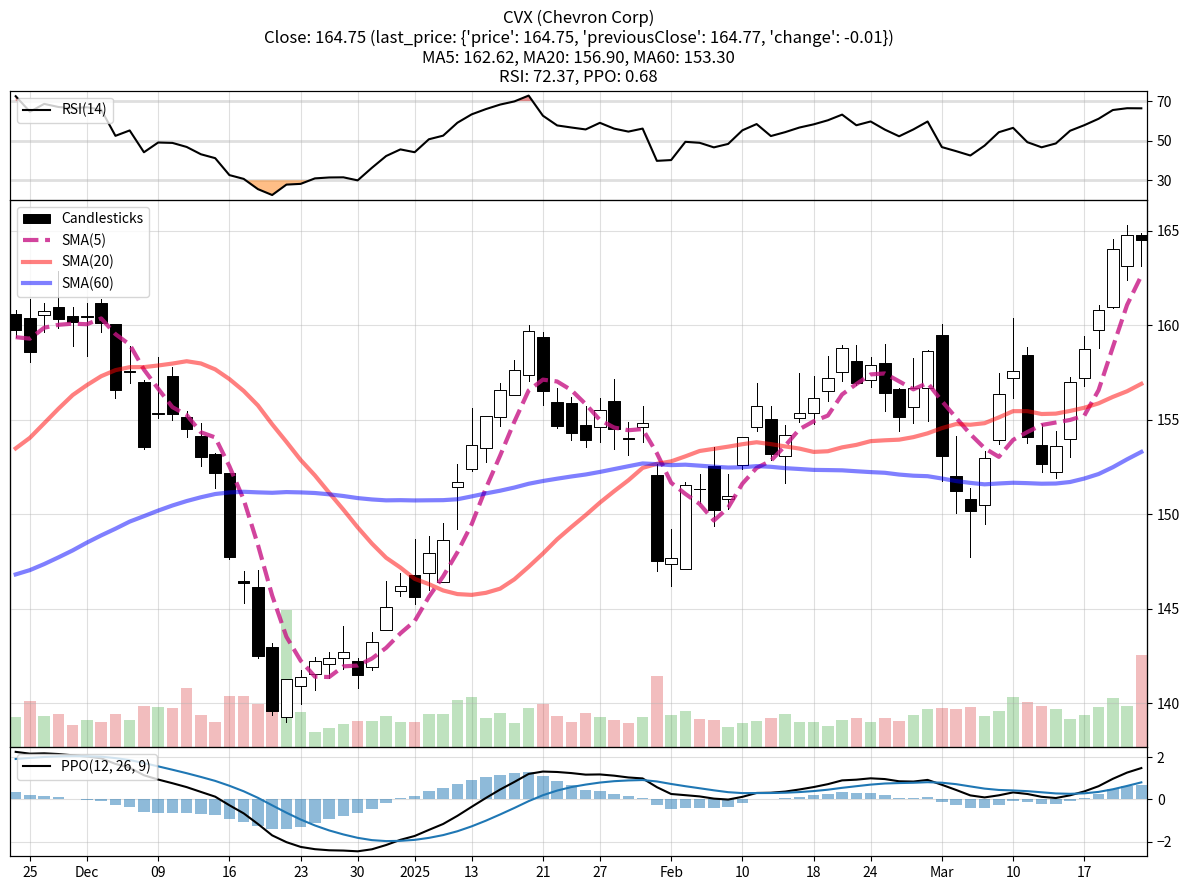 CVX (Chevron Corp)
Close: 164.75 (last_price: {'price': 164.75, 'previousClose': 164.77, 'change': -0.01})
MA5: 162.62, MA20: 156.90, MA60: 153.30
RSI: 72.37, PPO: 0.68
RSI(14)
70
50
30
Candlesticks
SMA(5)
SMA(20)
SMA(60)
165
160
155
150
145
140
PPO(12, 26, 9)
2
0
−2
25 Dec 09 16 23 30 2025 13 21 27 Feb 10 18 24 Mar 10 17